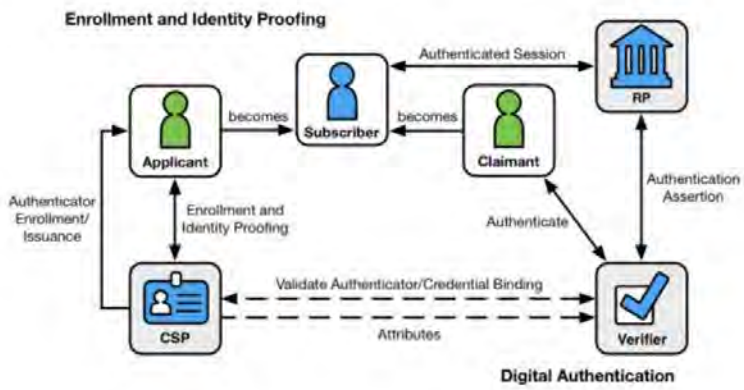 Enrollment and Identity Proofing
Authenticated Session
RP
becomes
Subscriber
becomes
Applicant
Claimant
Authenticator
Enrollment/
Issuance
Enrollment and
Identity Proofing
Authenticate
Authentication
Assertion
Validate Authenticator/Credential Binding
CSP
Attributes
Verifier
Digital Authentication